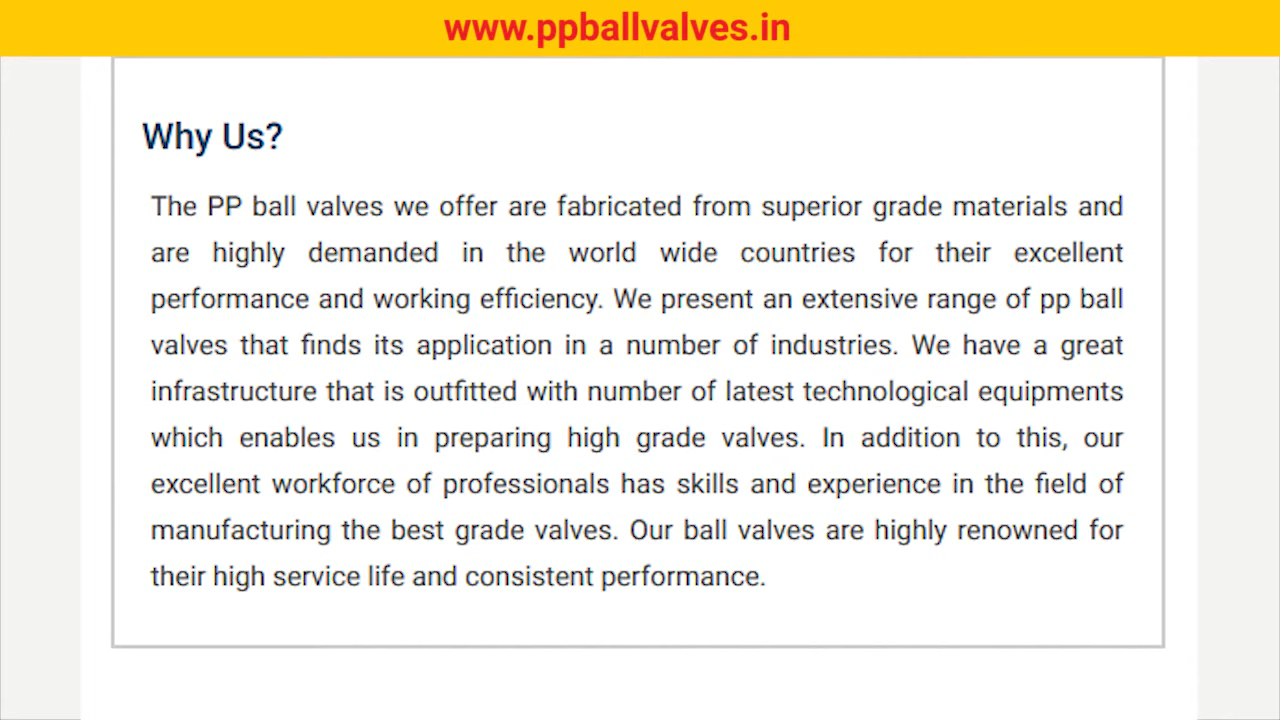 www.ppballvalves.in
Why Us?
The PP ball valves we offer are fabricated from superior grade materials and
are highly demanded in the world wide countries for their excellent
performance and working efficiency. We present an extensive range of pp ball
valves that finds its application in a number of industries. We have a great
infrastructure that is outfitted with number of latest technological equipments
which enables us in preparing high grade valves. In addition to this, our
excellent workforce of professionals has skills and experience in the field of
manufacturing the best grade valves. Our ball valves are highly renowned for
their high service life and consistent performance.